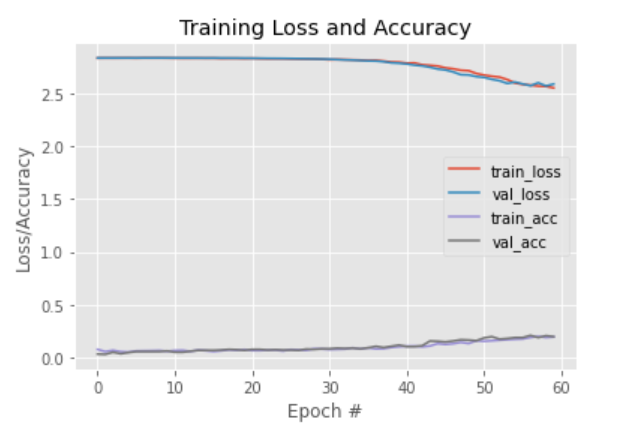 Training Loss and Accuracy
Loss/Accuracy
2.5
2.0
1.5
1.0
0.5
0.0
train_loss
val_loss
train_acc
val_acc
0 10 20 30 40 50 60
Epoch #